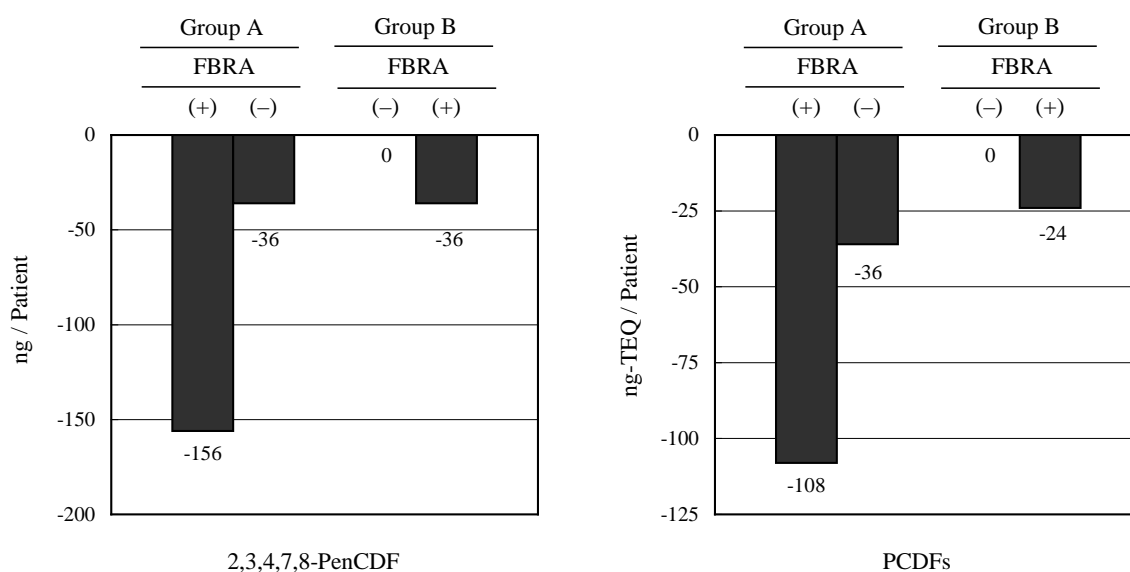 Group A Group B
FBRA FBRA
(+) (–) (–) (+)
0
-50
-100
-150
-200
ng / Patient
0
-36
-36
-156
2,3,4,7,8-PenCDF
Group A Group B
FBRA FBRA
(+) (–) (–) (+)
0
-25
-50
-75
-100
-125
ng-TEQ / Patient
0
-24
-36
-108
PCDFs